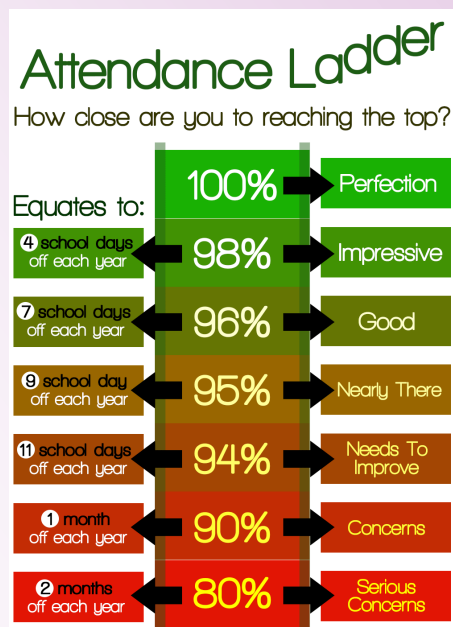 Attendance Ladder
How close are you to reaching the top?
100%
Perfection
Equates to:
4 school days
off each year
98%
Impressive
7 school days
off each year
96%
Good
9 school day
off each year
95%
Nearly There
11 school days
off each year
94%
Needs To
Improve
1 month
off each year
90%
Concerns
2 months
off each year
80%
Serious
Concerns